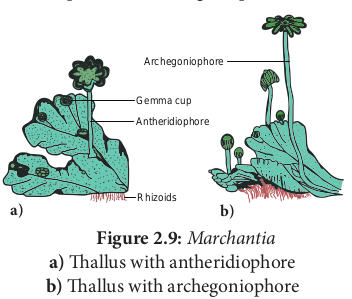 Archegoniophore
Gemma cup
Antheridiophore
Rhizoids
a)
b)
Figure 2.9: Marchantia
a) Thallus with antheridiophore
b) Thallus with archegoniophore